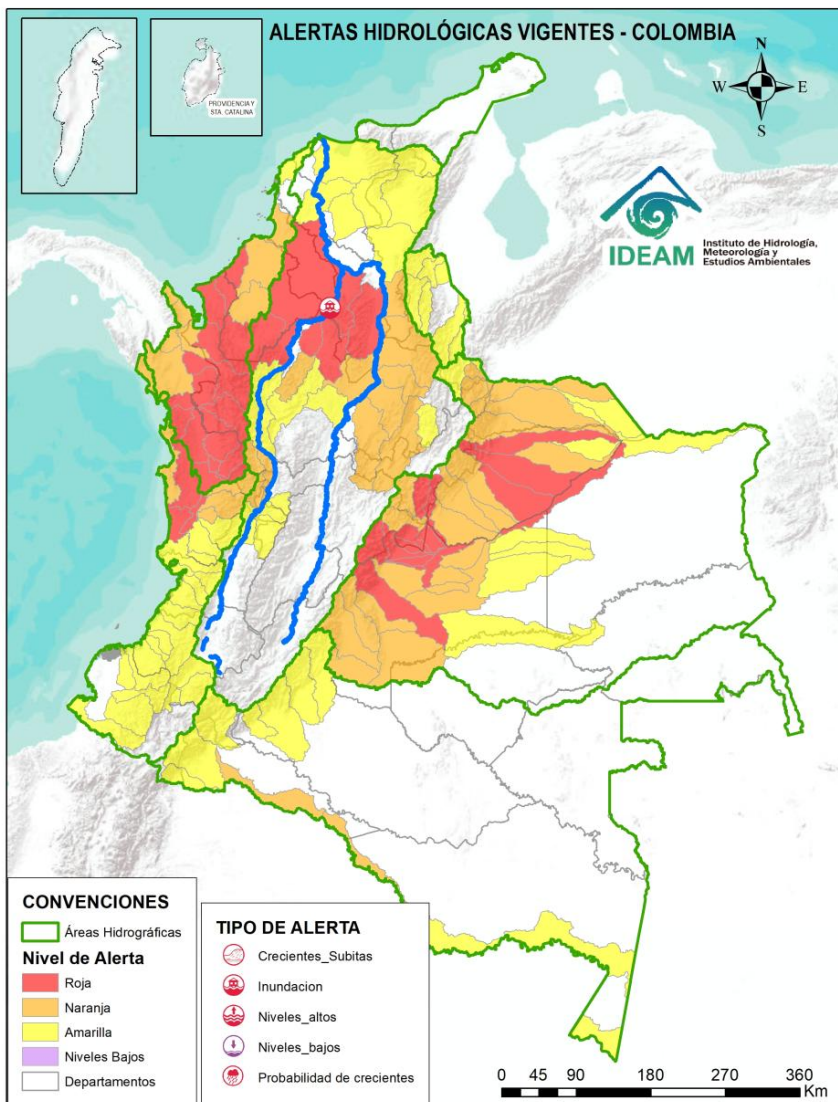 ALERTAS HIDROLÓGICAS VIGENTES - COLOMBIA
PROVIDENCIA Y
STA. CATALINA
N
W
E
S
IDEAM
Instituto de Hidrología,
Meteorología y
Estudios Ambientales
CONVENCIONES
Áreas Hidrográficas
Nivel de Alerta
Roja
Naranja
Amarilla
Niveles Bajos
Departamentos
TIPO DE ALERTA
Crecientes_Subitas
Inundacion
Niveles_altos
Niveles_bajos
Probabilidad de crecientes
0 45 90 180 270 360
Km